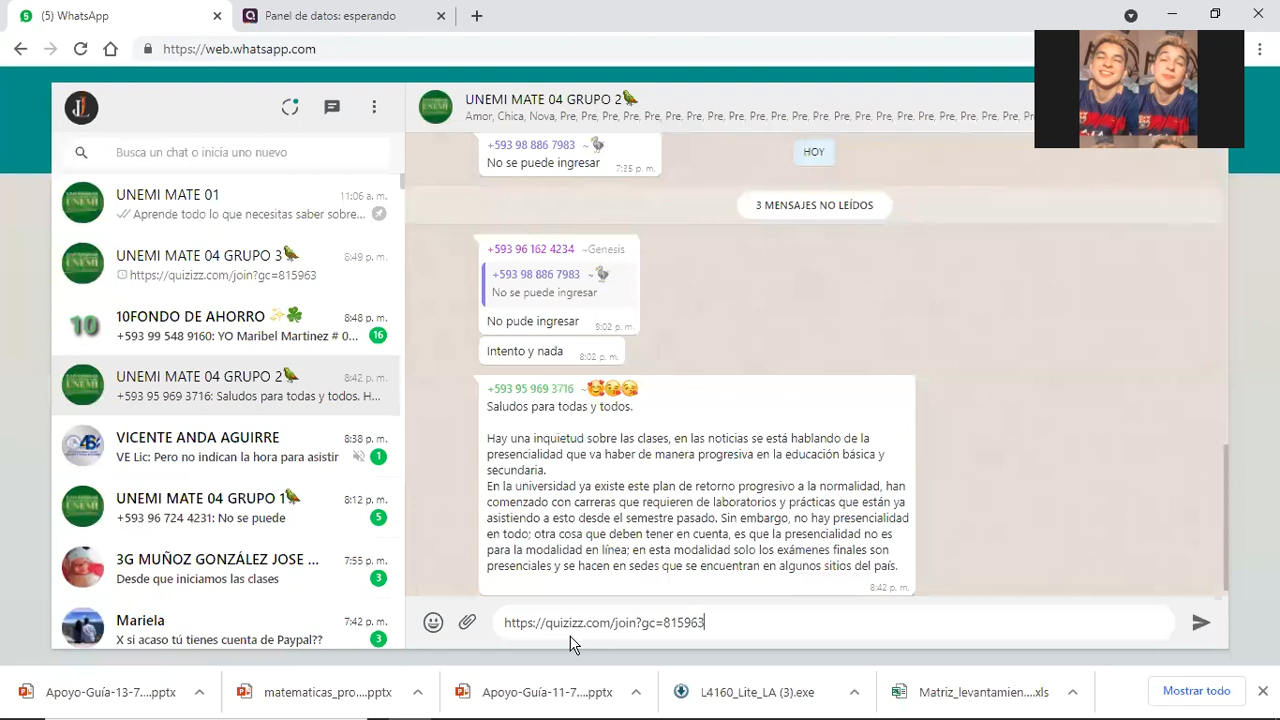 (5) WhatsApp
Panel de datos: esperando
https://web.whatsapp.com
Busca un chat o inicia uno nuevo
UNEMI MATE 01
11:06 a. m.
Aprende todo lo que necesitas saber sobre...
UNEMI MATE 04 GRUPO 3
8:49 p. m.
https://quizizz.com/join?gc=815963
10FONDO DE AHORRO
8:48 p. m.
+593 99 548 9160: YO Maribel Martinez # 0...
16
UNEMI MATE 04 GRUPO 2
8:42 p. m.
+593 95 969 3716: Saludos para todas y todos. H...
VICENTE ANDA AGUIRRE
8:38 p. m.
VE Lic: Pero no indican la hora para asistir
1
UNEMI MATE 04 GRUPO 1
8:12 p. m.
+593 96 724 4231: No se puede
5
3G MUÑOZ GONZÁLEZ JOSE ...
7:55 p. m.
Desde que iniciamos las clases
3
Mariela
7:42 p. m.
X si acaso tú tienes cuenta de Paypal??
3
UNEMI MATE 04 GRUPO 2
Amor, Chica, Nova, Pre, Pre, Pre, Pre, Pre, Pre, Pre, Pre, Pre, Pre, Pre, Pre, Pre, Pre, Pre, Pre, Pre,
+593 98 886 7983 ~
No se puede ingresar
7:35 p. m.
HOY
3 MENSAJES NO LEÍDOS
+593 96 162 4234 ~Genesis
+593 98 886 7983 ~
No se puede ingresar
No pude ingresar
8:02 p. m.
Intento y nada
8:02 p. m.
+593 95 969 3716 ~
Saludos para todas y todos.
Hay una inquietud sobre las clases, en las noticias se está hablando de la
presencialidad que va haber de manera progresiva en la educación básica y
secundaria.
En la universidad ya existe este plan de retorno progresivo a la normalidad, han
comenzado con carreras que requieren de laboratorios y prácticas que están ya
asistiendo a esto desde el semestre pasado. Sin embargo, no hay presencialidad
en todo; otra cosa que deben tener en cuenta, es que la presencialidad no es
para la modalidad en línea; en esta modalidad solo los exámenes finales son
presenciales y se hacen en sedes que se encuentran en algunos sitios del país.
8:42 p. m.
https://quizizz.com/join?gc=815963
Apoyo-Guía-13-7....pptx
matematicas_pro....pptx
Apoyo-Guía-11-7....pptx
L4160_Lite_LA (3).exe
Matriz_levantamien....xls
Mostrar todo